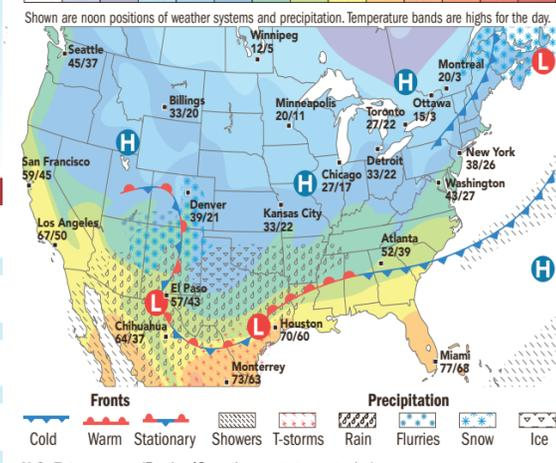 Shown are noon positions of weather systems and precipitation. Temperature bands are highs for the day.
Winnipeg
12/5
Seattle
45/37
Montreal
20/3
H
L
Billings
33/20
Minneapolis
20/11
Toronto
27/22
Ottawa
15/3
H
New York
38/26
San Francisco
59/45
H
Chicago
27/17
Detroit
33/22
Washington
43/27
Denver
39/21
Kansas City
33/22
Los Angeles
67/50
Atlanta
52/39
H
El Paso
57/43
L
L
Chihuahua
64/37
Houston
70/60
Miami
77/68
Monterrey
73/63
Fronts
Precipitation
Cold
Warm
Stationary
Showers
T-storms
Rain
Flurries
Snow
Ice